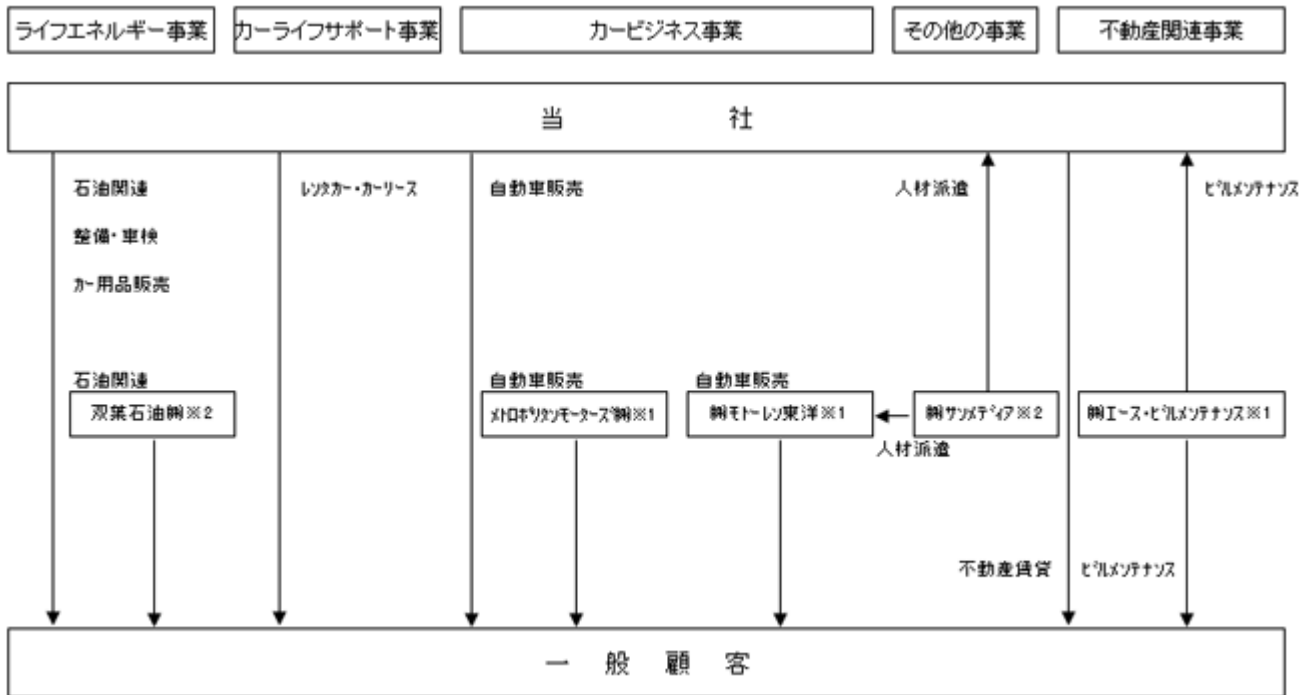 ライフエネルギー事業
カーライフサポート事業
カービジネス事業
その他の事業
不動産関連事業
当社
石油関連
整備・車検
ｶｰ用品販売
ﾚﾝﾀｶｰ・ｶｰﾘｰｽ
自動車販売
人材派遣
ﾋﾞﾙﾒﾝﾃﾅﾝｽ
石油関連
双葉石油㈱※2
自動車販売
ﾒﾄﾛﾎﾟﾘﾀﾝﾓｰﾀｰｽﾞ㈱※1
自動車販売
㈱ﾓﾄｰﾚﾝ東洋※1
㈱ｻﾝﾒﾃﾞｨｱ※2
人材派遣
㈱ｴｰｽ・ﾋﾞﾙﾒﾝﾃﾅﾝｽ※1
不動産賃貸
ﾋﾞﾙﾒﾝﾃﾅﾝｽ
一般顧客